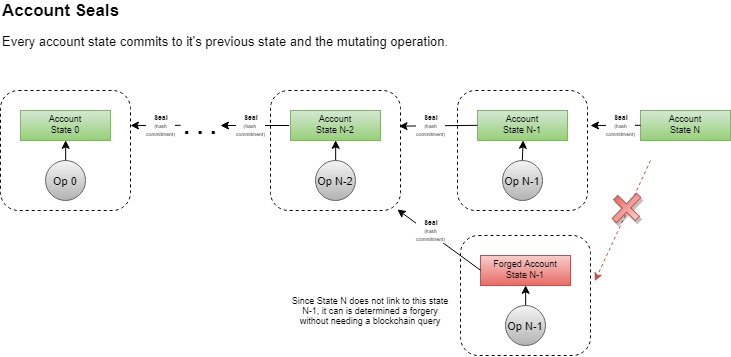 Account Seals
Every account state commits to it's previous state and the mutating operation.
Account
State 0
Seal
(hash
commitment)
. . .
Seal
(hash
commitment)
Account
State N-2
Seal
(hash
commitment)
Account
State N-1
Seal
(hash
commitment)
Account
State N
Op 0
Op N-2
Op N-1
Seal
(hash
commitment)
Forged Account
State N-1
Since State N does not link to this state
N-1, it can is determined a forgery
without needing a blockchain query
Op N-1